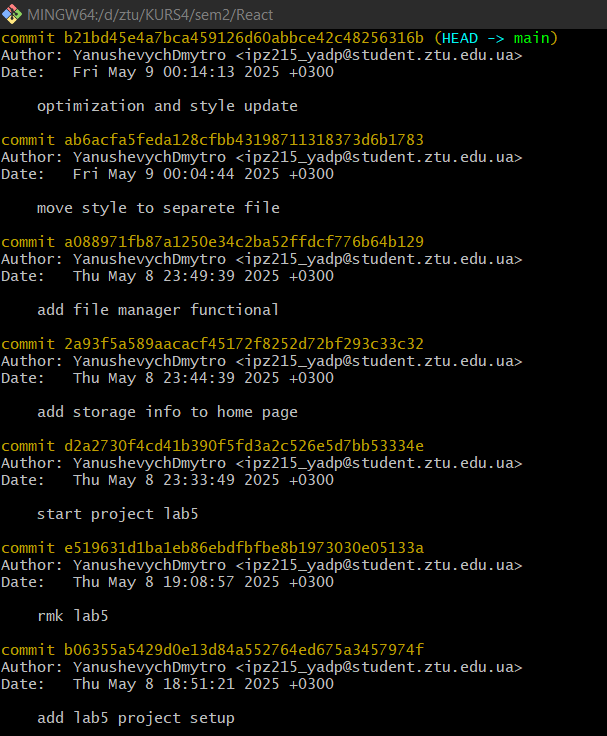 MINGW64:/d/ztu/KURS4/sem2/React
commit b21bd45e4a7bca459126d60abbce42c48256316b (HEAD -> main)
Author: YanushevychDmytro <ipz215_yadp@student.ztu.edu.ua>
Date:   Fri May 9 00:14:13 2025 +0300
    optimization and style update
commit ab6acfa5feda128cfbb43198711318373d6b1783
Author: YanushevychDmytro <ipz215_yadp@student.ztu.edu.ua>
Date:   Fri May 9 00:04:44 2025 +0300
    move style to separete file
commit a088971fb87a1250e34c2ba52ffdcf776b64b129
Author: YanushevychDmytro <ipz215_yadp@student.ztu.edu.ua>
Date:   Thu May 8 23:49:39 2025 +0300
    add file manager functional
commit 2a93f5a589aacacf45172f8252d72bf293c33c32
Author: YanushevychDmytro <ipz215_yadp@student.ztu.edu.ua>
Date:   Thu May 8 23:44:39 2025 +0300
    add storage info to home page
commit d2a2730f4cd41b390f5fd3a2c526e5d7bb53334e
Author: YanushevychDmytro <ipz215_yadp@student.ztu.edu.ua>
Date:   Thu May 8 23:33:49 2025 +0300
    start project lab5
commit e519631d1ba1eb86ebdfbfbe8b1973030e05133a
Author: YanushevychDmytro <ipz215_yadp@student.ztu.edu.ua>
Date:   Thu May 8 19:08:57 2025 +0300
    rmk lab5
commit b06355a5429d0e13d84a552764ed675a3457974f
Author: YanushevychDmytro <ipz215_yadp@student.ztu.edu.ua>
Date:   Thu May 8 18:51:21 2025 +0300
    add lab5 project setup